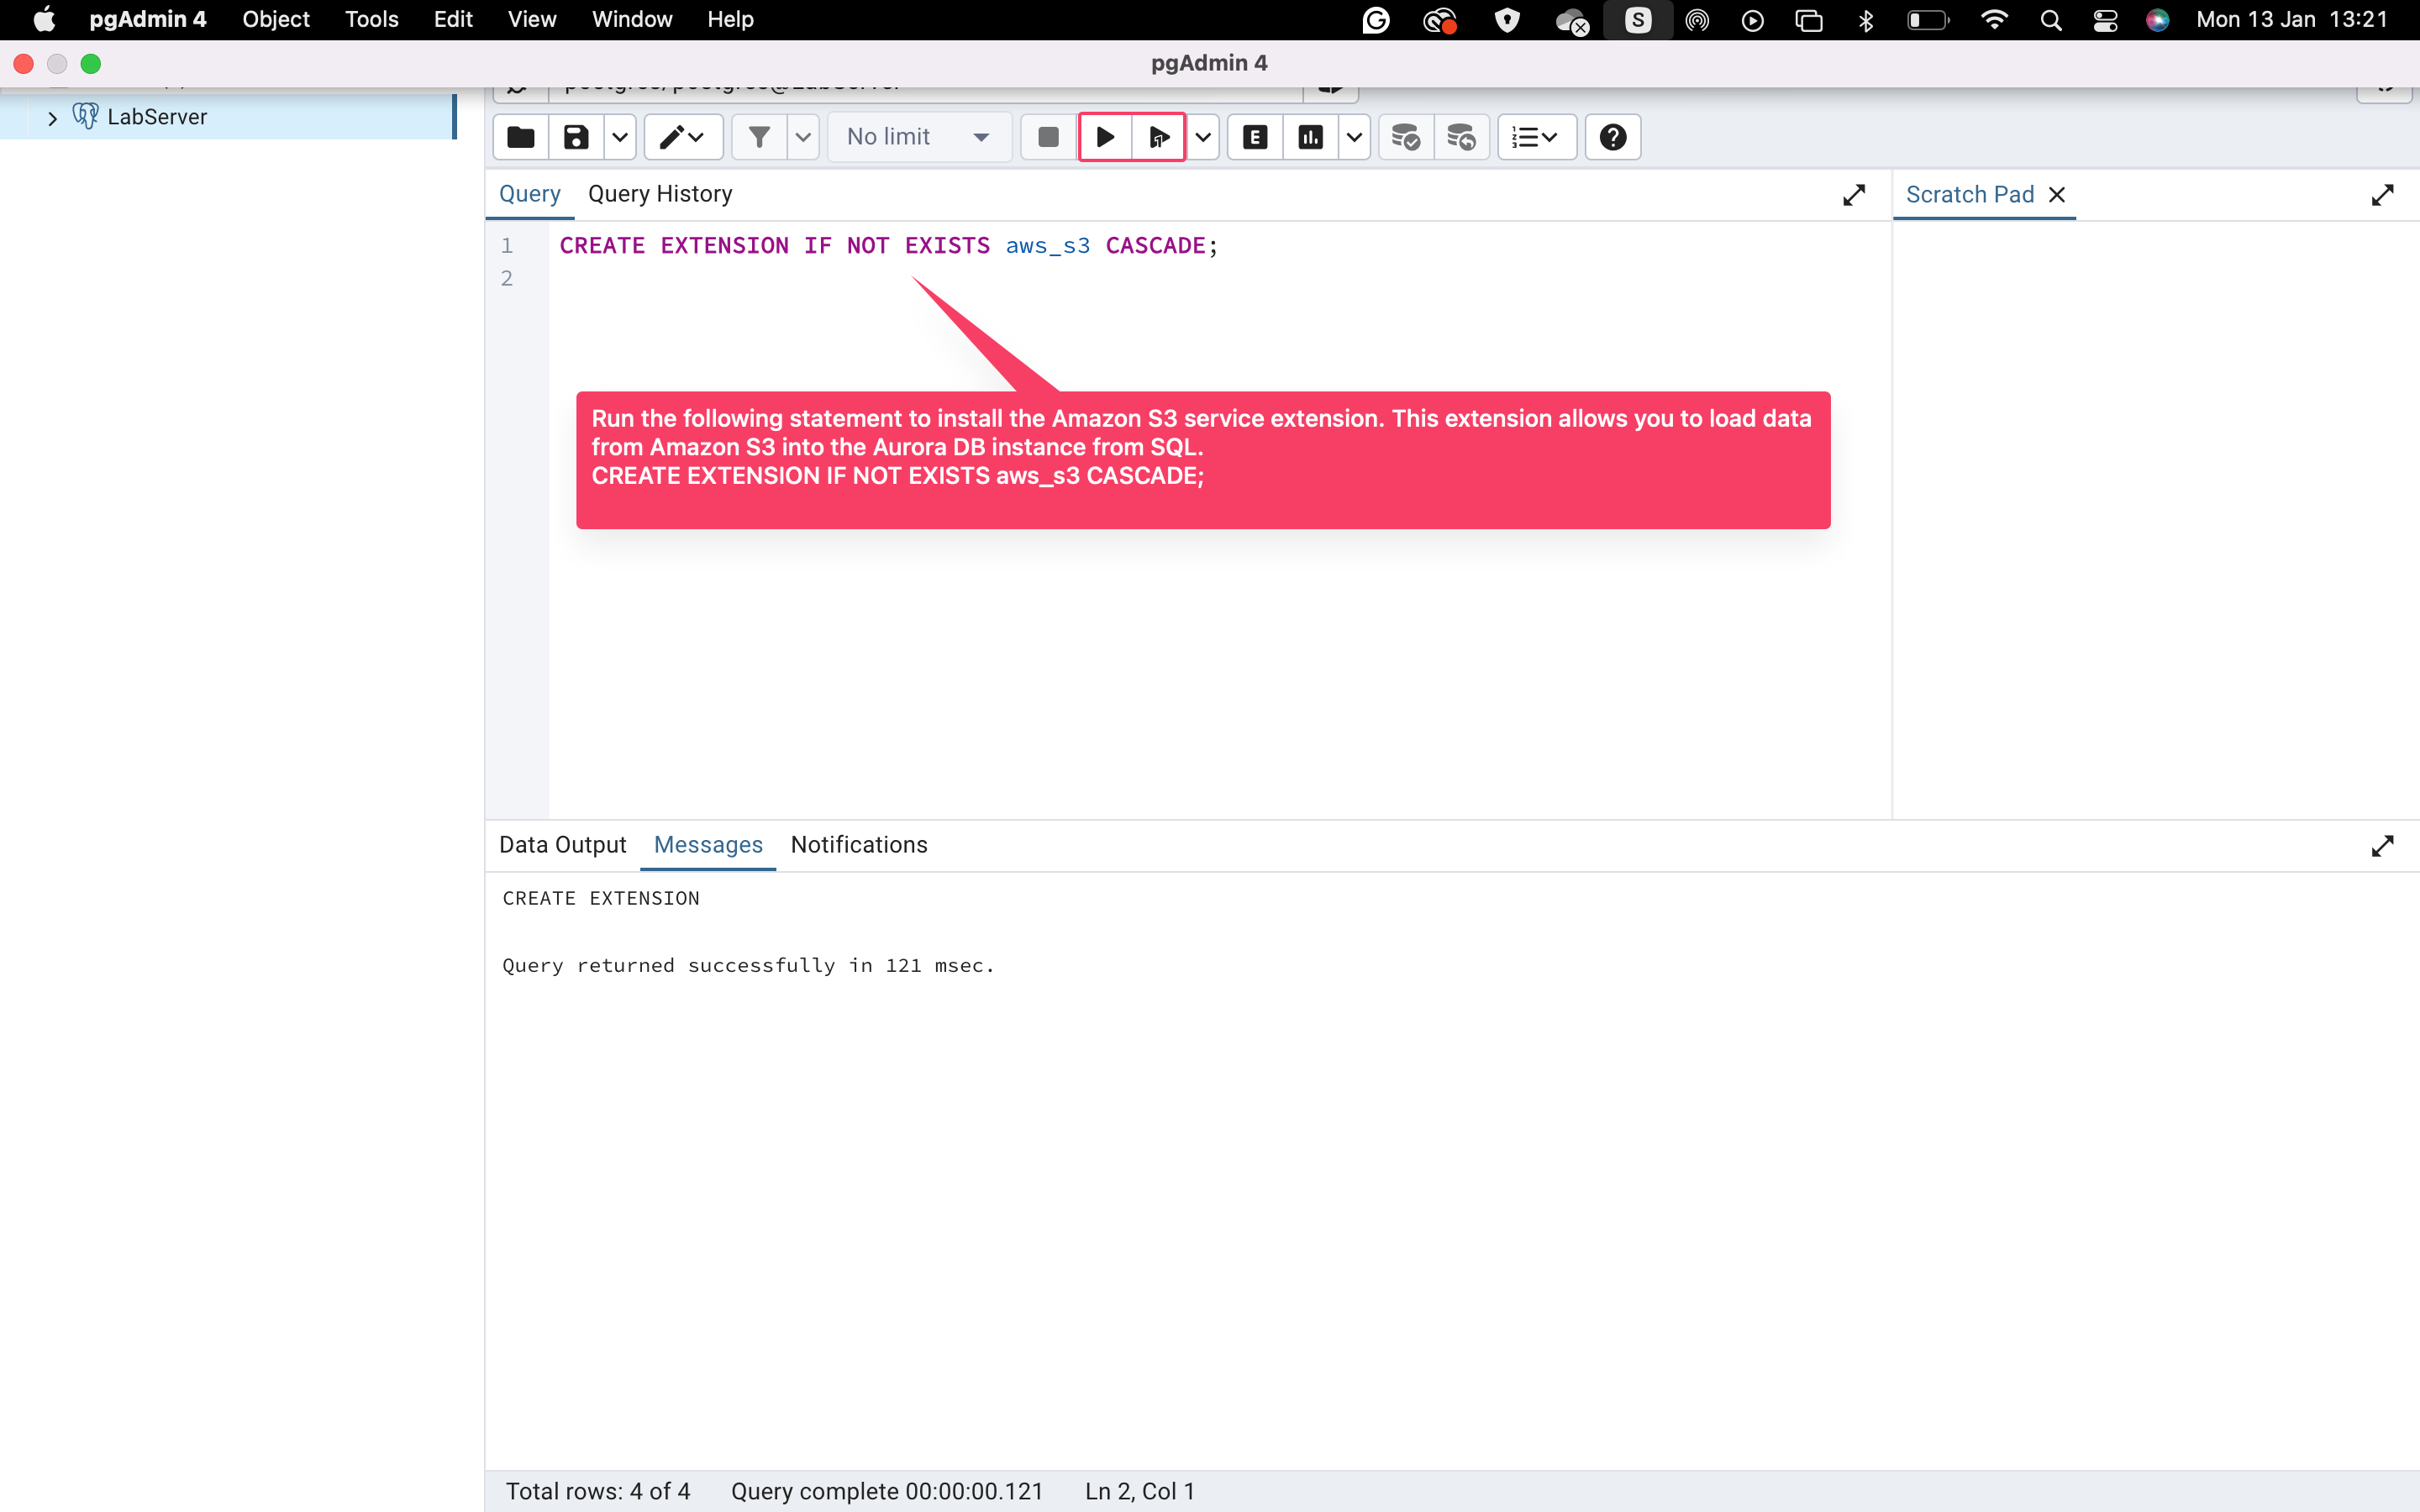 pgAdmin 4 Object Tools Edit View Window Help S Mon 13 Jan 13:21
pgAdmin 4
postgres/postgres@LabServer
LabServer
No limit
E
Query Query History
Scratch Pad
1 CREATE EXTENSION IF NOT EXISTS aws_s3 CASCADE;
2
Run the following statement to install the Amazon S3 service extension. This extension allows you to load data
from Amazon S3 into the Aurora DB instance from SQL.
CREATE EXTENSION IF NOT EXISTS aws_s3 CASCADE;
Data Output Messages Notifications
CREATE EXTENSION
Query returned successfully in 121 msec.
Total rows: 4 of 4 Query complete 00:00:00.121 Ln 2, Col 1